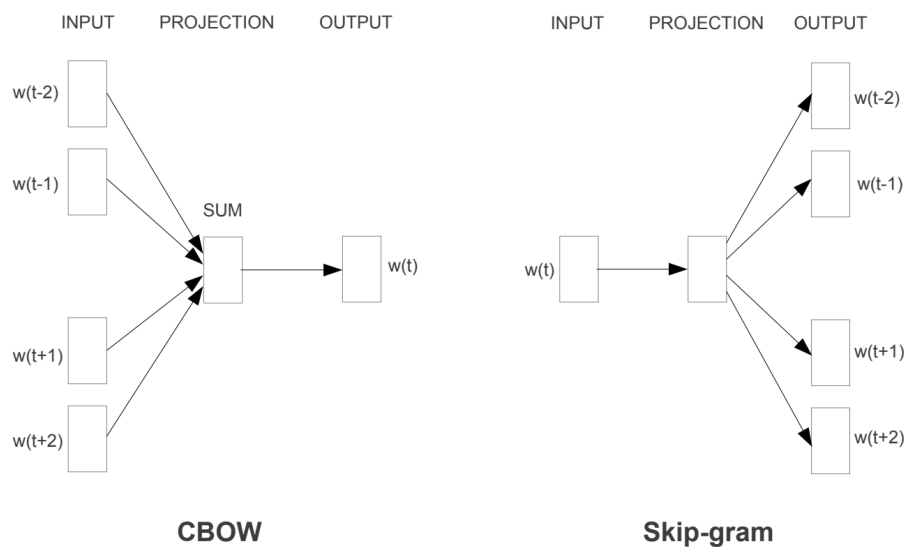 INPUT PROJECTION OUTPUT
w(t-2)
w(t-1)
SUM
w(t)
w(t+1)
w(t+2)
CBOW
INPUT PROJECTION OUTPUT
w(t-2)
w(t-1)
w(t)
w(t+1)
w(t+2)
Skip-gram